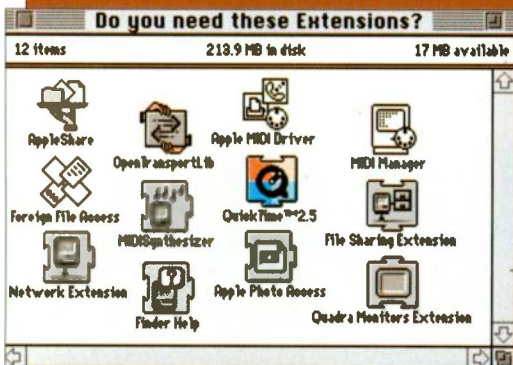 Do you need these Extensions?
12 items 213.9 MB in disk 17 MB available
AppleShare
OpenTransportLib
Apple MIDI Driver
MIDI Manager
Foreign File Access
MIDISynthesizer
QuickTime™2.5
File Sharing Extension
Network Extension
Finder Help
Apple Photo Access
Quadra Monitors Extension